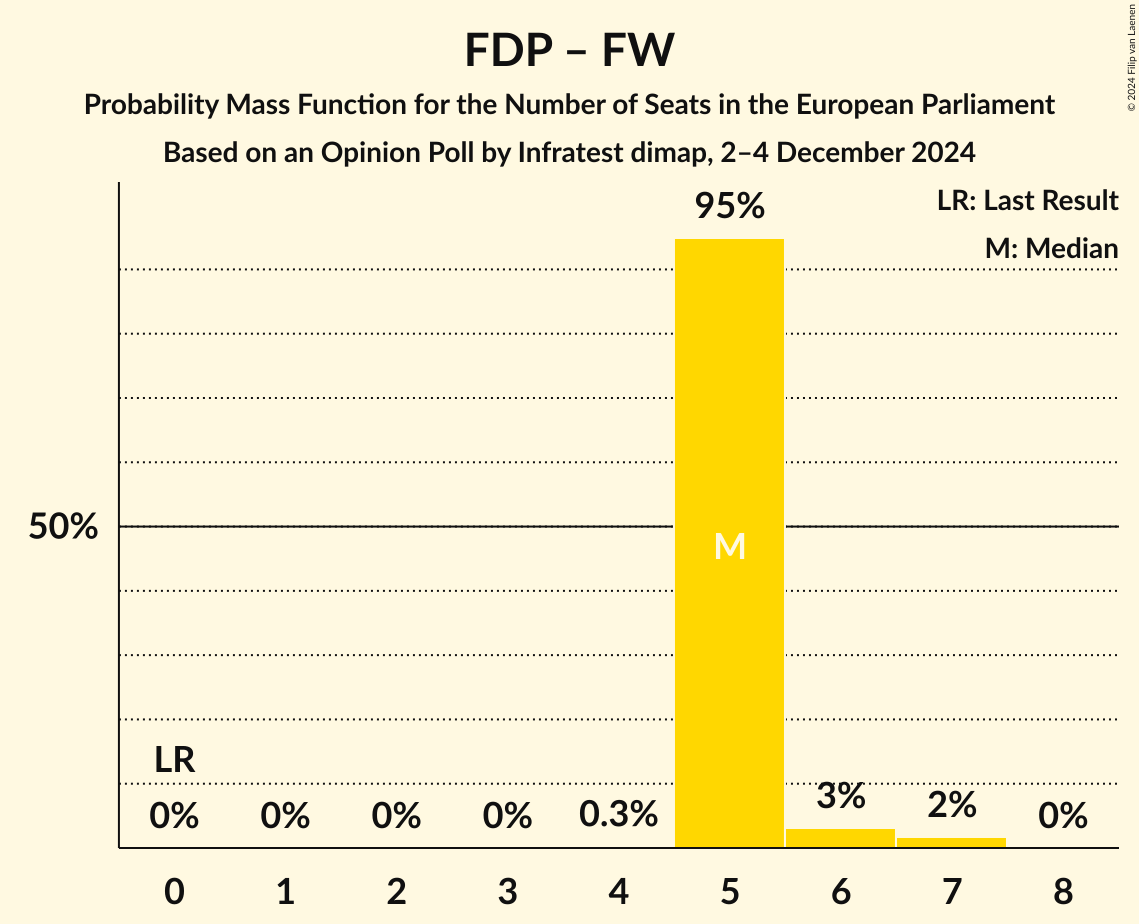 FDP – FW
Probability Mass Function for the Number of Seats in the European Parliament
Based on an Opinion Poll by Infratest dimap, 2–4 December 2024
© 2024 Filip van Laenen
LR: Last Result
M: Median
95%
50%
M
LR
0% 0% 0% 0% 0.3% 3% 2% 0%
0 1 2 3 4 5 6 7 8